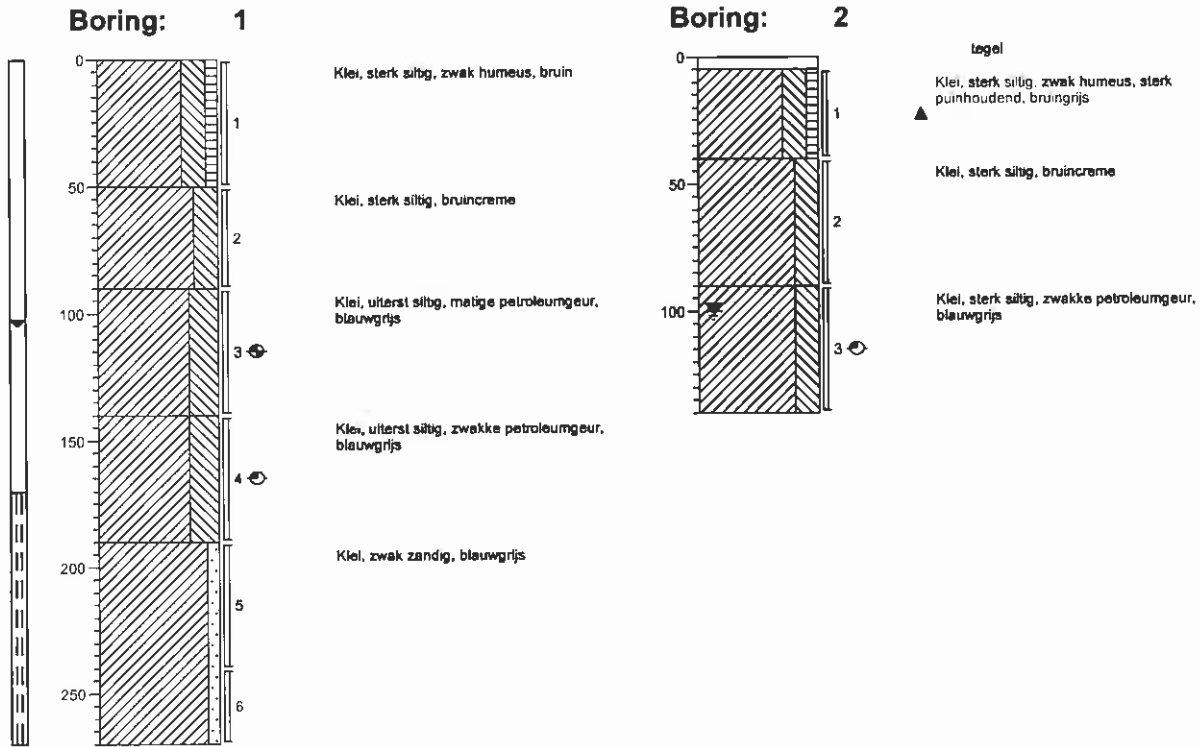 Boring: 1
0
50
100
150
200
250
1
2
3
4
5
6
Klei, sterk siltig, zwak humeus, bruin
Klei, sterk siltig, bruincreme
Klei, uiterst siltig, matige petroleumgeur,
blauwgrijs
Klei, uiterst siltig, zwakke petroleumgeur,
blauwgrijs
Klei, zwak zandig, blauwgrijs
Boring: 2
0
50
100
1
2
3
tegel
Klei, sterk siltig, zwak humeus, sterk
puinhoudend, bruingrijs
Klei, sterk siltig, bruincreme
Klei, sterk siltig, zwakke petroleumgeur,
blauwgrijs